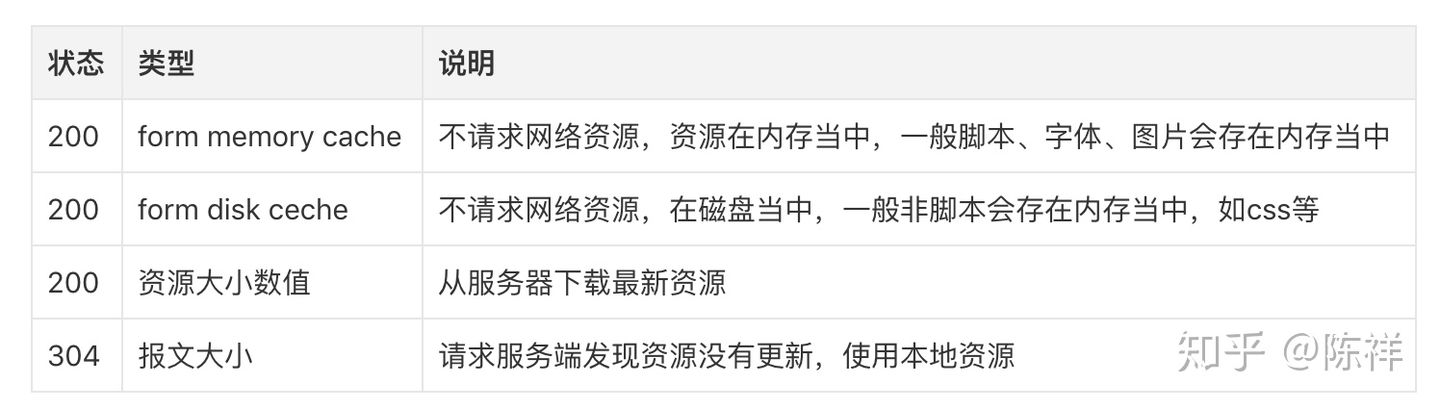 状态 类型 说明
200 form memory cache 不请求网络资源，资源在内存当中，一般脚本、字体、图片会存在内存当中
200 form disk ceche 不请求网络资源，在磁盘当中，一般非脚本会存在内存当中，如css等
200 资源大小数值 从服务器下载最新资源
304 报文大小 请求服务端发现资源没有更新，使用本地资源
知乎 @陈祥